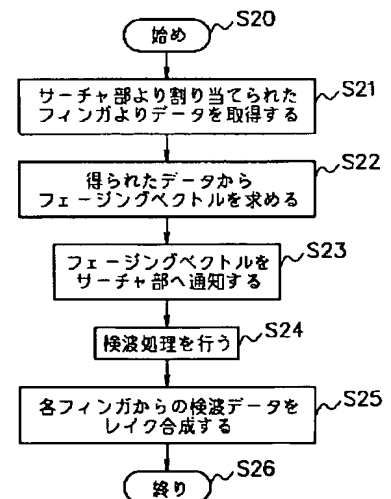 始め
S20
サーチャ部より割り当てられた
フィンガよりデータを取得する
S21
得られたデータから
フェージングベクトルを求める
S22
フェージングベクトルを
サーチャ部へ通知する
S23
検波処理を行う
S24
各フィンガからの検波データを
レイク合成する
S25
終り
S26